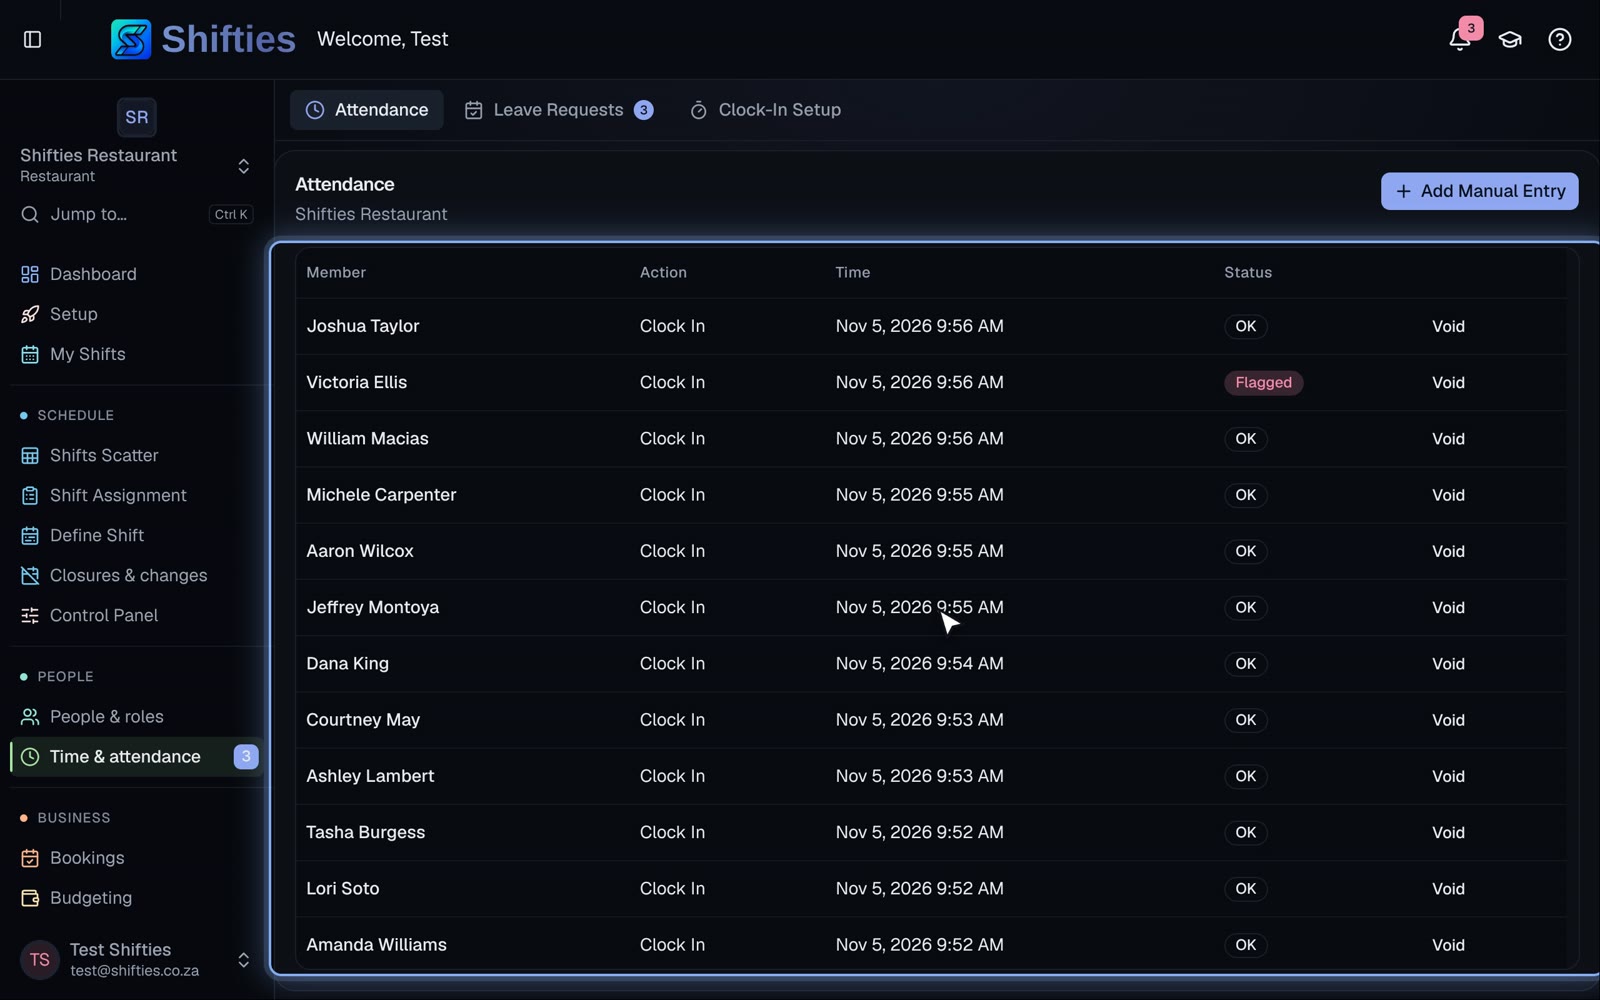 Shifties
Welcome, Test
3
SR
Shifties Restaurant
Restaurant
Jump to...
Ctrl K
Dashboard
Setup
My Shifts
SCHEDULE
Shifts Scatter
Shift Assignment
Define Shift
Closures & changes
Control Panel
PEOPLE
People & roles
Time & attendance 3
BUSINESS
Bookings
Budgeting
TS
Test Shifties
test@shifties.co.za
Attendance
Leave Requests 3
Clock-In Setup
Attendance
Shifties Restaurant
+ Add Manual Entry
Member Action Time Status
Joshua Taylor Clock In Nov 5, 2026 9:56 AM OK Void
Victoria Ellis Clock In Nov 5, 2026 9:56 AM Flagged Void
William Macias Clock In Nov 5, 2026 9:56 AM OK Void
Michele Carpenter Clock In Nov 5, 2026 9:55 AM OK Void
Aaron Wilcox Clock In Nov 5, 2026 9:55 AM OK Void
Jeffrey Montoya Clock In Nov 5, 2026 9:55 AM OK Void
Dana King Clock In Nov 5, 2026 9:54 AM OK Void
Courtney May Clock In Nov 5, 2026 9:53 AM OK Void
Ashley Lambert Clock In Nov 5, 2026 9:53 AM OK Void
Tasha Burgess Clock In Nov 5, 2026 9:52 AM OK Void
Lori Soto Clock In Nov 5, 2026 9:52 AM OK Void
Amanda Williams Clock In Nov 5, 2026 9:52 AM OK Void